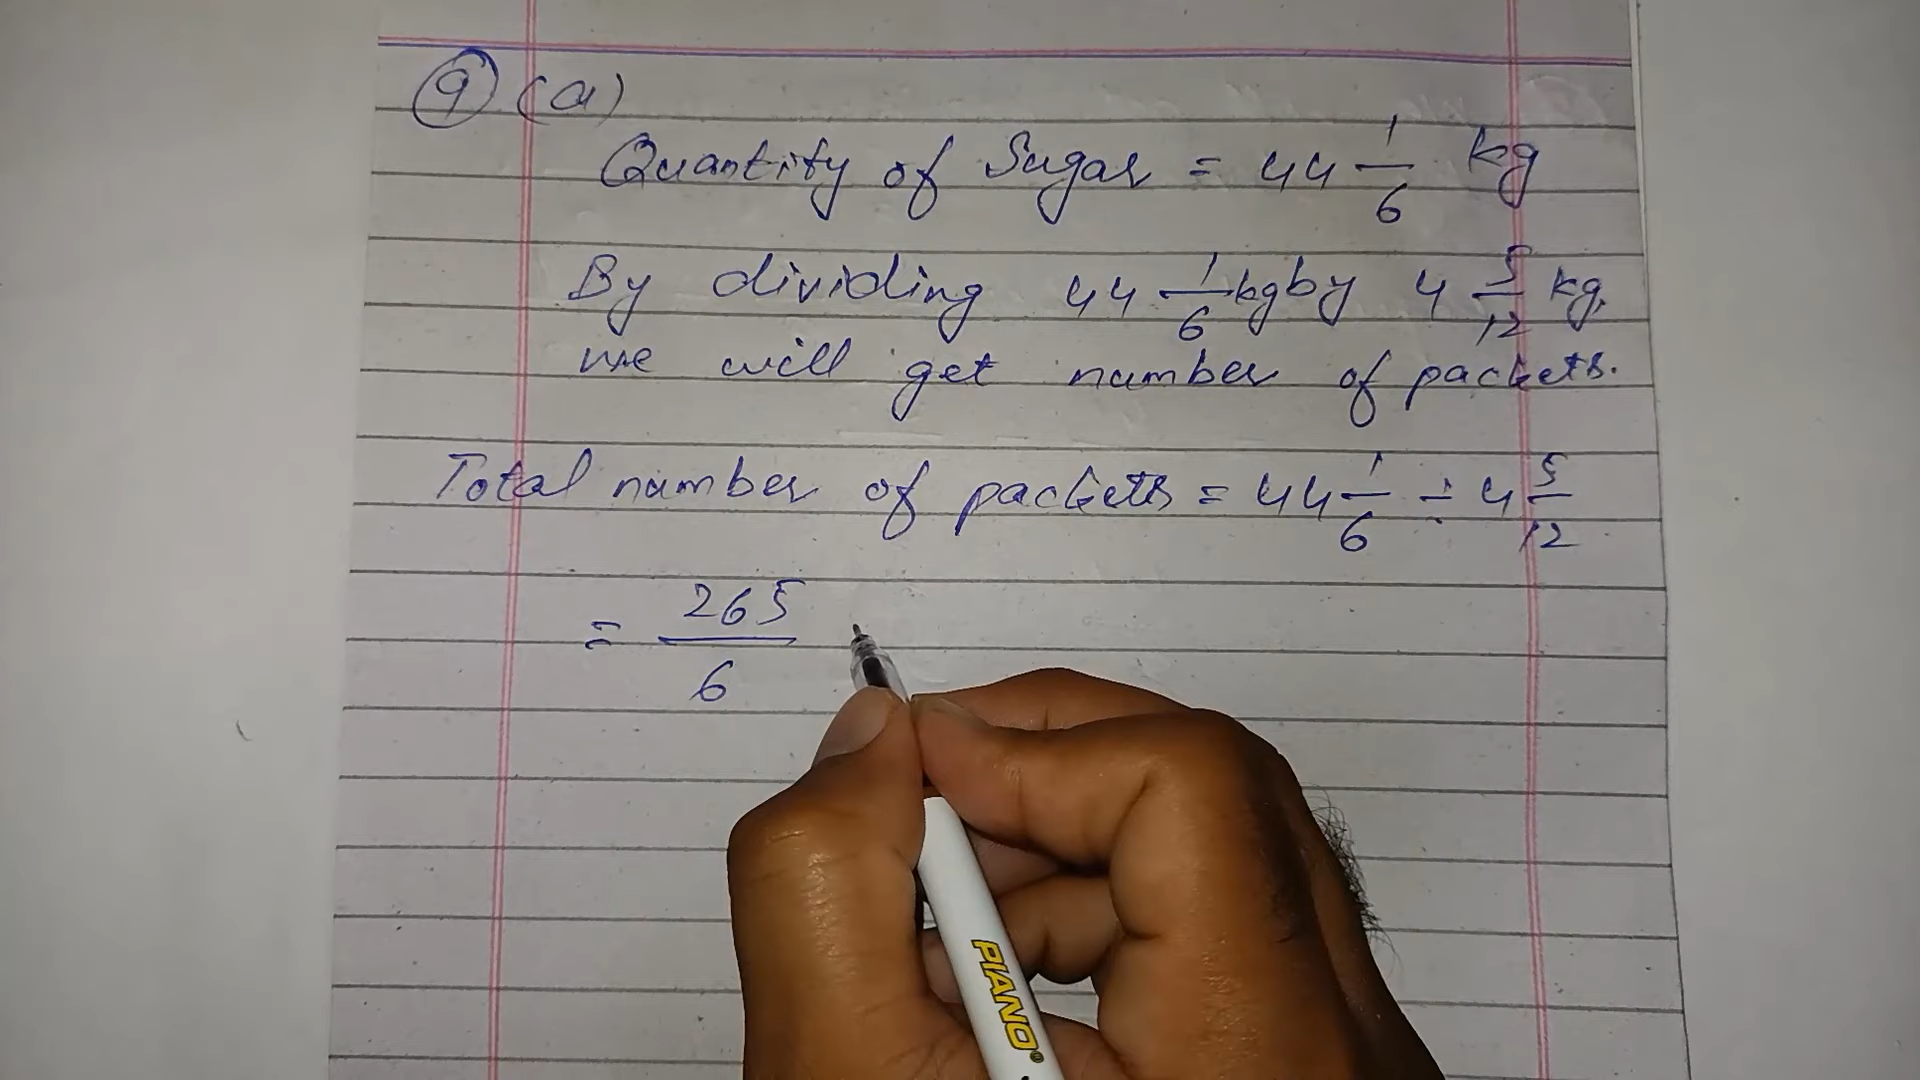 9 (a)
Quantity of Sugar = 44 1/6 kg
By dividing 44 1/6 kg by 4 5/12 kg,
we will get number of packets.
Total number of packets = 44 1/6 ÷ 4 5/12
= 265/6
PIANO®